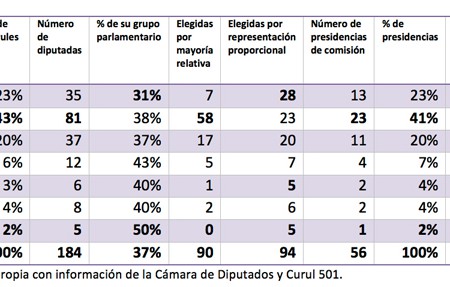 Número de diputadas % de su grupo parlamentario Elegidas por mayoría relativa Elegidas por representación proporcional Número de presidencias de comisión % de presidencias
23% 35 31% 7 28 13 23%
43% 81 38% 58 23 23 41%
20% 37 37% 17 20 11 20%
6% 12 43% 5 7 4 7%
3% 6 40% 1 5 2 4%
4% 8 40% 2 6 2 4%
2% 5 50% 0 5 1 2%
184 37% 90 94 56 100%
ropia con información de la Cámara de Diputados y Curul 501.